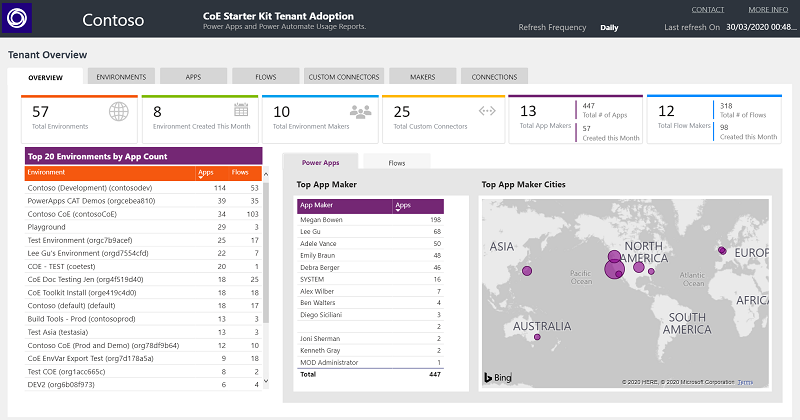 Contoso
CoE Starter Kit Tenant Adoption
Power Apps and Power Automate Usage Reports.
CONTACT MORE INFO
Refresh Frequency Daily Last refresh On 30/03/2020 00:48...
Tenant Overview
OVERVIEW ENVIRONMENTS APPS FLOWS CUSTOM CONNECTORS MAKERS CONNECTIONS
57
Total Environments
8
Environment Created This Month
10
Total Environment Makers
25
Total Custom Connectors
13
Total App Makers
447
Total # of Apps
57
Created this Month
12
Total Flow Makers
318
Total # of Flows
98
Created this Month
Top 20 Environments by App Count
Environment Apps Flows
Contoso (Development) (contosodev) 114 53
PowerApps CAT Demos (orgcebea810) 39 35
Contoso CoE (contosoCoE) 34 103
Playground 29 3
Test Environment (orgc7b9acef) 25 17
Lee Gu's Environment (orgd7554cfd) 22 7
COE - TEST (coetest) 20 1
CoE Doc Testing Jen (org4f519d40) 18 25
CoE Toolkit Install (orge419c4d0) 18 18
Contoso (default) (default) 18 17
Build Tools - Prod (contosoprod) 13 3
Test Asia (testasia) 13 3
Contoso CoE (Prod and Demo) (org78df9b64) 12 10
CoE EnvVar Export Test (org7d178a5a) 9 18
Test COE (org1acc665c) 8 2
DEV2 (org6b08f973) 6 4
Power Apps Flows
Top App Maker
App Maker Apps
Megan Bowen 198
Lee Gu 68
Adele Vance 50
Emily Braun 48
Debra Berger 46
SYSTEM 16
Alex Wilber 7
Ben Walters 4
Diego Siciliani 3
2
Joni Sherman 2
Kenneth Gray 2
MOD Administrator 1
Total 447
Top App Maker Cities
ASIA
NORTH
AMERICA
EUROP
Pacific
Ocean
Atlantic
Ocean
AFRIC
AUSTRALIA
SOUTH
AMERICA
Bing
© 2020 HERE, © 2020 Microsoft Corporation Terms